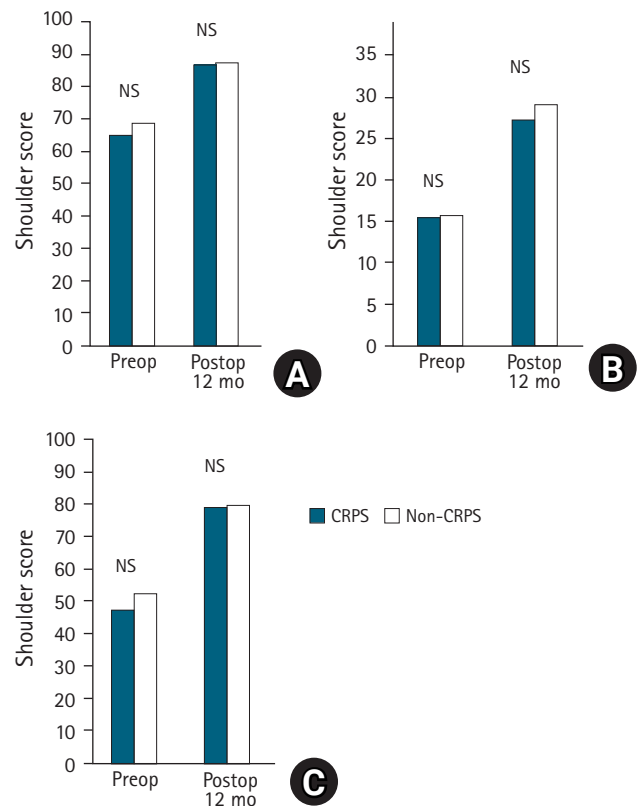 100
90
80
70
60
50
40
30
20
10
0
Shoulder score
NS
NS
Preop
Postop
12 mo
A
35
30
25
20
15
10
5
0
Shoulder score
NS
NS
Preop
Postop
12 mo
B
100
90
80
70
60
50
40
30
20
10
0
Shoulder score
NS
NS
Preop
Postop
12 mo
C
CRPS
Non-CRPS